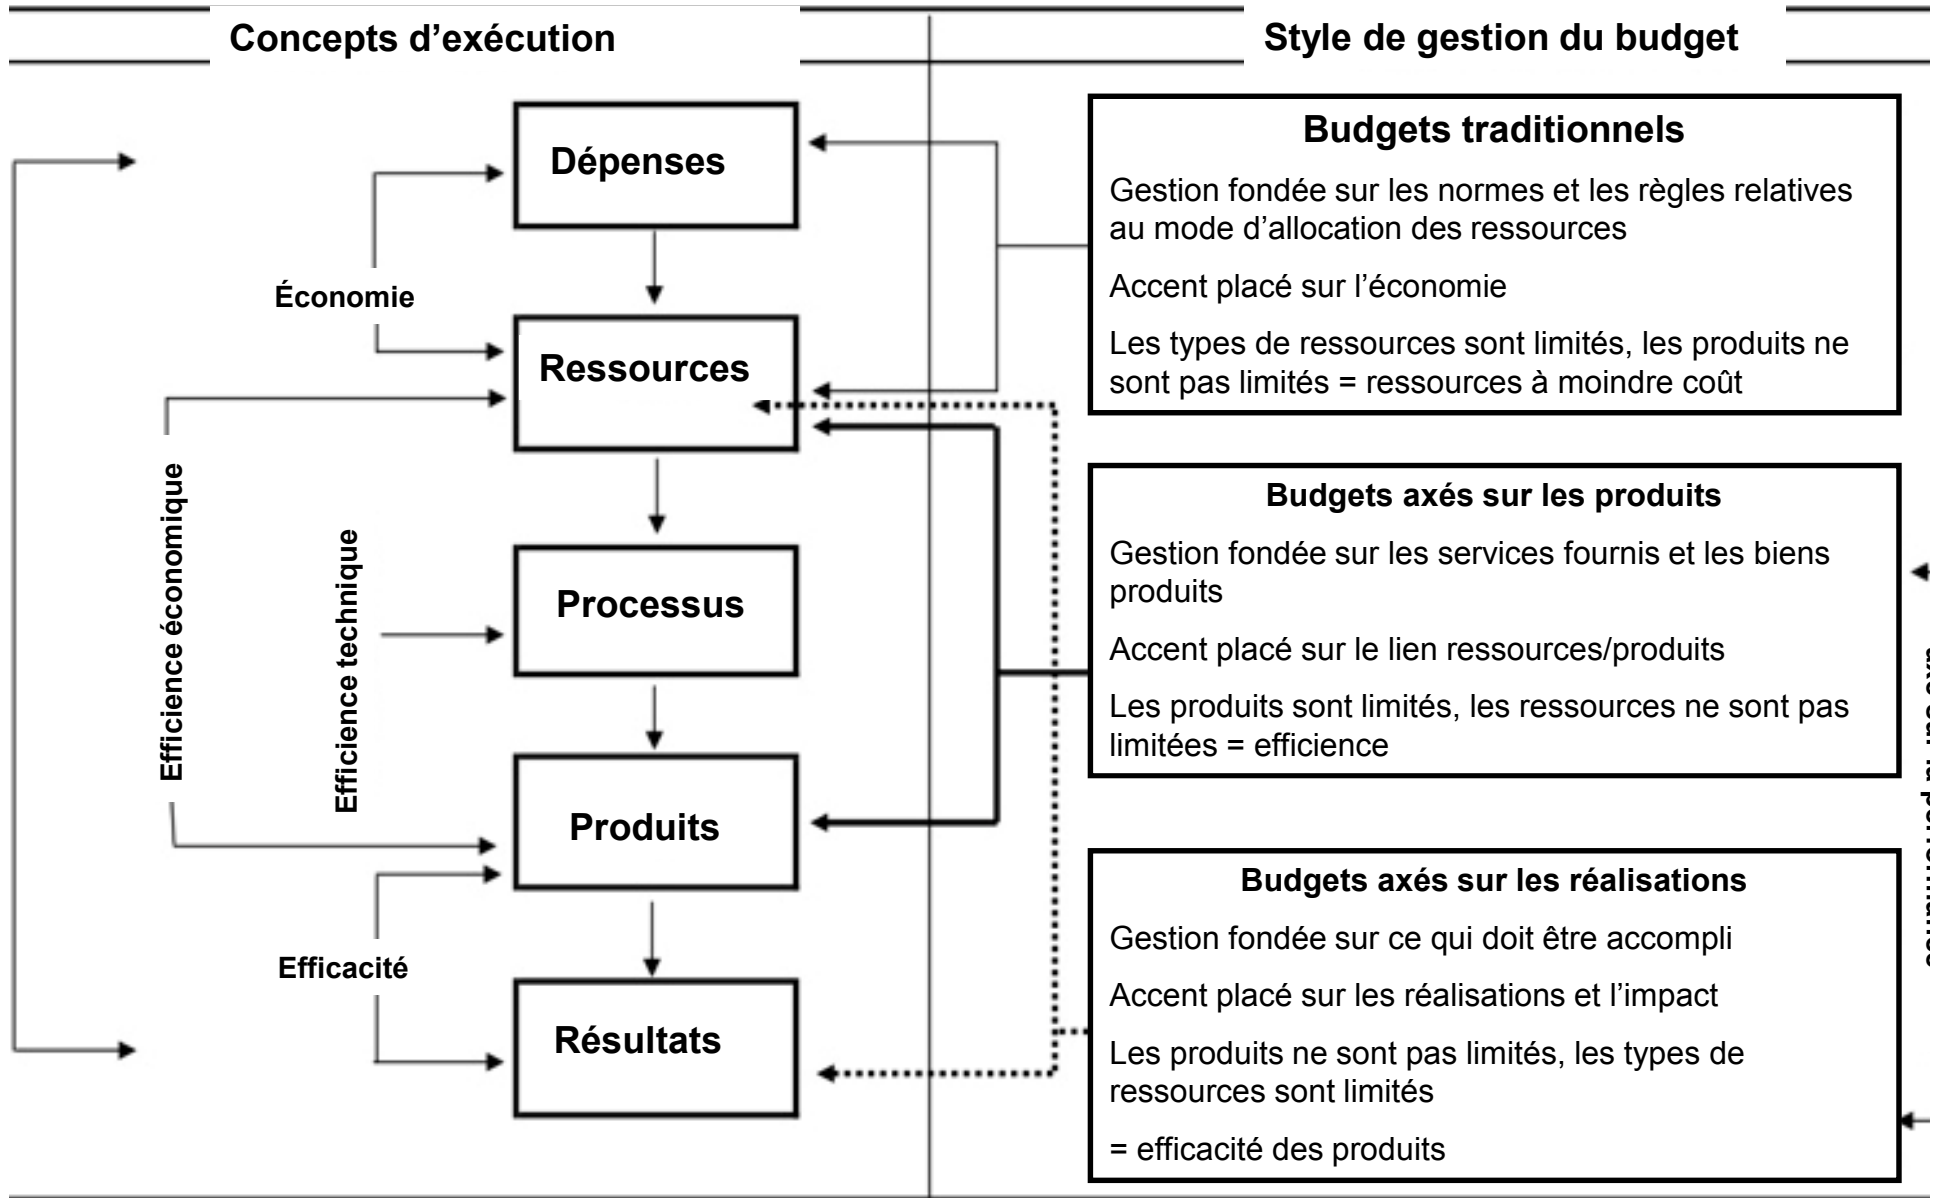 Concepts d’exécution
Style de gestion du budget
Dépenses
Économie
Ressources
Efficience économique
Efficience technique
Processus
Produits
Efficacité
Résultats
Budgets traditionnels
Gestion fondée sur les normes et les règles relatives
au mode d’allocation des ressources
Accent placé sur l’économie
Les types de ressources sont limités, les produits ne
sont pas limités = ressources à moindre coût
Budgets axés sur les produits
Gestion fondée sur les services fournis et les biens
produits
Accent placé sur le lien ressources/produits
Les produits sont limités, les ressources ne sont pas
limitées = efficience
Budgets axés sur les réalisations
Gestion fondée sur ce qui doit être accompli
Accent placé sur les réalisations et l’impact
Les produits ne sont pas limités, les types de
ressources sont limités
= efficacité des produits